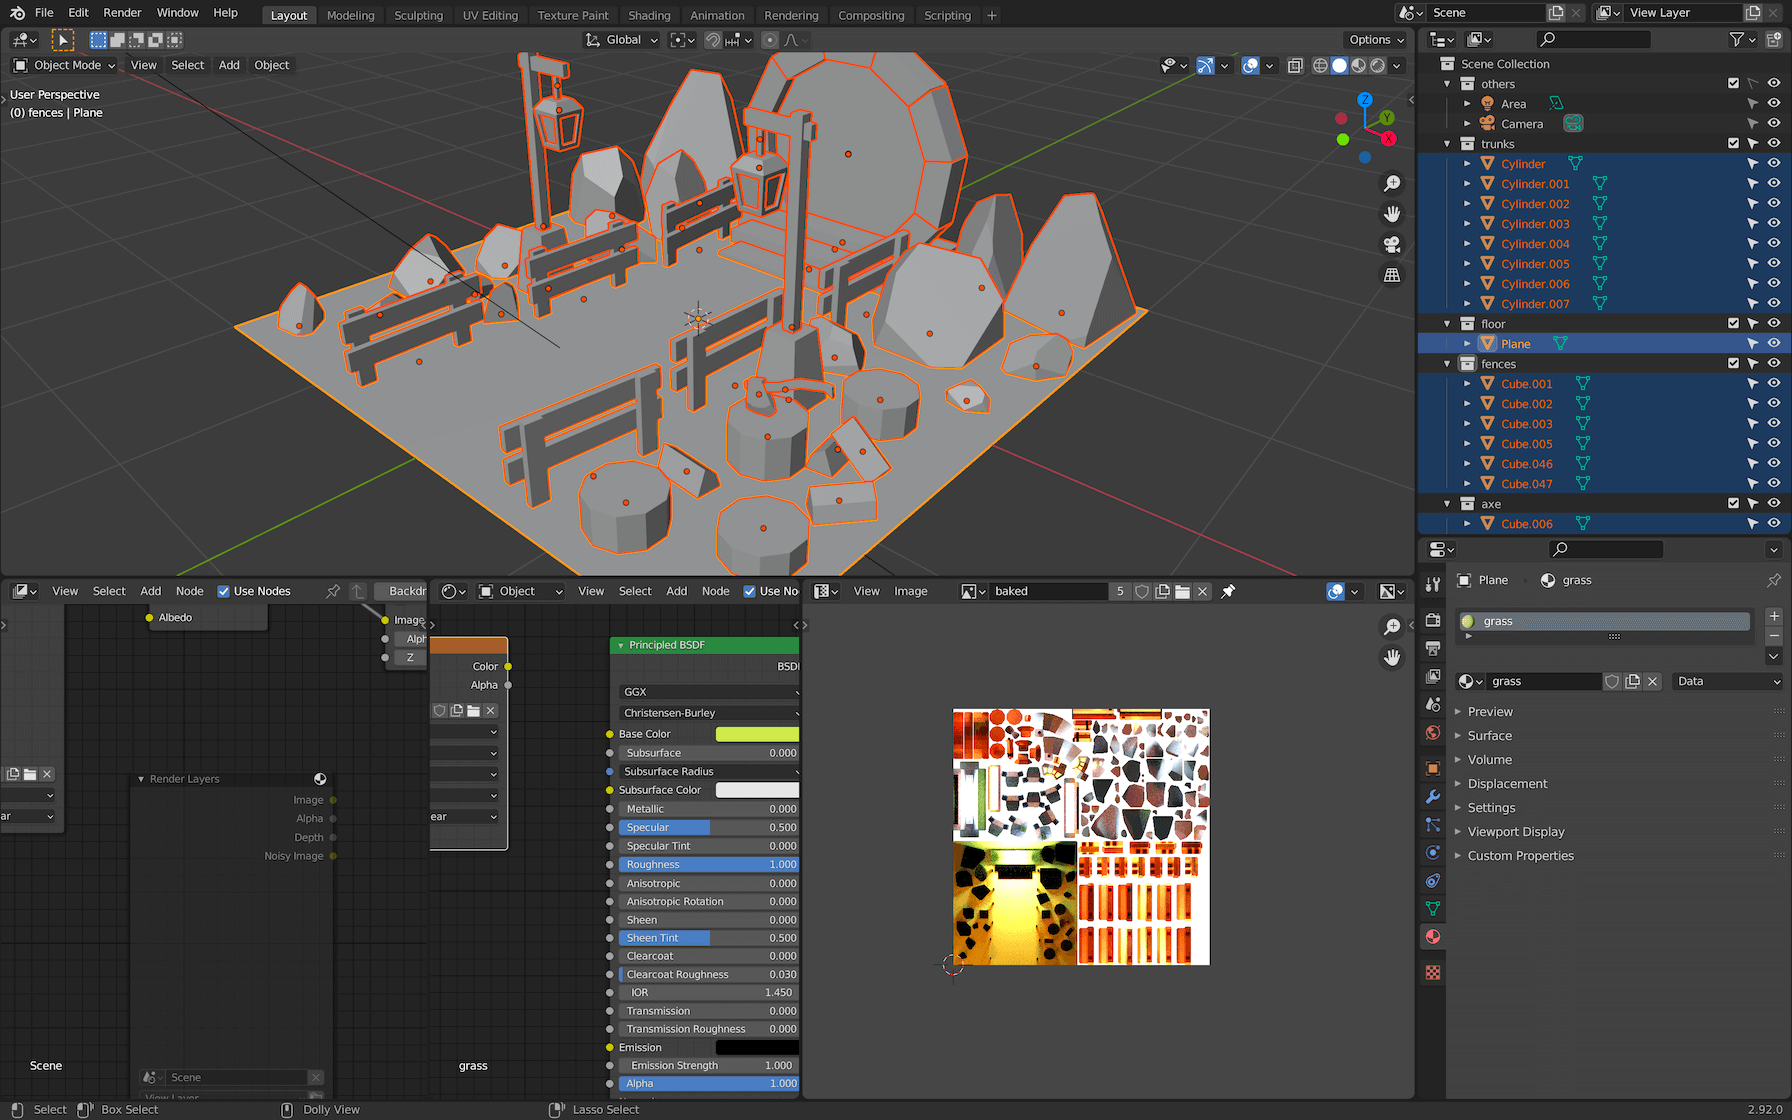 File Edit Render Window Help Layout Modeling Sculpting UV Editing Texture Paint Shading Animation Rendering Compositing Scripting + Scene View Layer
Global Options
Object Mode View Select Add Object
User Perspective
(0) fences | Plane
Z
Y
X
Scene Collection
others
Area
Camera
trunks
Cylinder
Cylinder.001
Cylinder.002
Cylinder.003
Cylinder.004
Cylinder.005
Cylinder.006
Cylinder.007
floor
Plane
fences
Cube.001
Cube.002
Cube.003
Cube.005
Cube.046
Cube.047
axe
Cube.006
View Select Add Node Use Nodes Backdr
Albedo
Image
Alph
Z
ar
Render Layers
Image
Alpha
Depth
Noisy Image
Scene
View Layer
Scene
Object View Select Add Node Use No
Color
Alpha
ear
grass
Principled BSDF
BSD
GGX
Christensen-Burley
Base Color
Subsurface 0.000
Subsurface Radius
Subsurface Color
Metallic 0.000
Specular 0.500
Specular Tint 0.000
Roughness 1.000
Anisotropic 0.000
Anisotropic Rotation 0.000
Sheen 0.000
Sheen Tint 0.500
Clearcoat 0.000
Clearcoat Roughness 0.030
IOR 1.450
Transmission 0.000
Transmission Roughness 0.000
Emission
Emission Strength 1.000
Alpha 1.000
View Image baked 5
Plane grass
grass
grass Data
Preview
Surface
Volume
Displacement
Settings
Viewport Display
Custom Properties
Select Box Select Dolly View Lasso Select 2.92.0